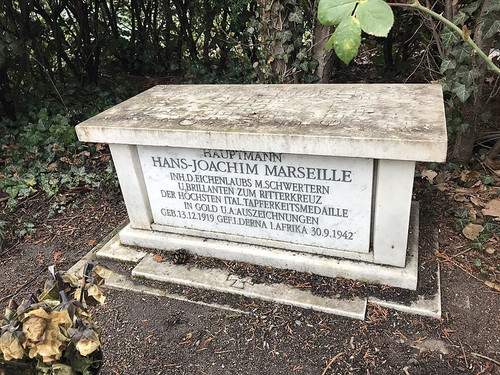 HAUPTMANN
HANS-JOACHIM MARSEILLE
INH.D.EICHENLAUBS M.SCHWERTERN
U.BRILLANTEN ZUM RITTERKREUZ
DER HÖCHSTEN ITAL.TAPFERKEITSMEDAILLE
IN GOLD U.A.AUSZEICHNUNGEN
GEB.13.12.1919 GEF.I.DERNA I.AFRIKA 30.9.1942